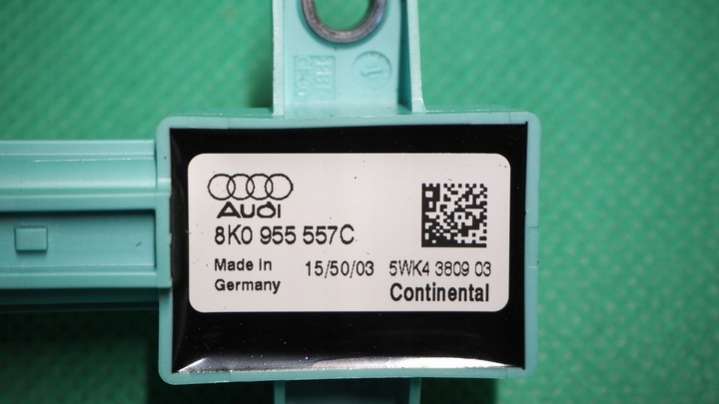 Audi
8K0 955 557C
Made in Germany
15/50/03 5WK4 3809 03
Continental